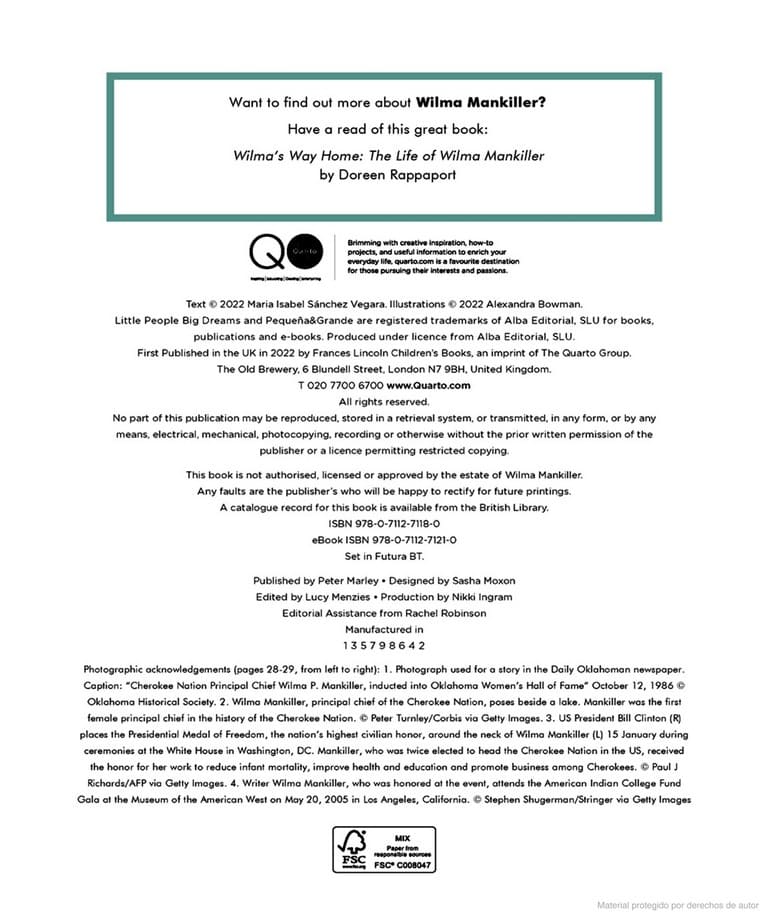 Want to find out more about Wilma Mankiller?
Have a read of this great book:
Wilma's Way Home: The Life of Wilma Mankiller
by Doreen Rappaport
Quarto
Brimming with creative inspiration, how-to
projects, and useful information to enrich your
everyday life, quarto.com is a favourite destination
for those pursuing their interests and passions.
Text © 2022 Maria Isabel Sánchez Vegara. Illustrations © 2022 Alexandra Bowman.
Little People Big Dreams and Pequeña&Grande are registered trademarks of Alba Editorial, SLU for books,
publications and e-books. Produced under licence from Alba Editorial, SLU.
First Published in the UK in 2022 by Frances Lincoln Children's Books, an imprint of The Quarto Group.
The Old Brewery, 6 Blundell Street, London N7 9BH, United Kingdom.
T 020 7700 6700 www.Quarto.com
All rights reserved.
No part of this publication may be reproduced, stored in a retrieval system, or transmitted, in any form, or by any
means, electrical, mechanical, photocopying, recording or otherwise without the prior written permission of the
publisher or a licence permitting restricted copying.
This book is not authorised, licensed or approved by the estate of Wilma Mankiller.
Any faults are the publisher's who will be happy to rectify for future printings.
A catalogue record for this book is available from the British Library.
ISBN 978-0-7112-7118-0
eBook ISBN 978-0-7112-7121-0
Set in Futura BT.
Published by Peter Marley • Designed by Sasha Moxon
Edited by Lucy Menzies • Production by Nikki Ingram
Editorial Assistance from Rachel Robinson
Manufactured in
1 3 5 7 9 8 6 4 2
Photographic acknowledgements (pages 28-29, from left to right): 1. Photograph used for a story in the Daily Oklahoman newspaper.
Caption: "Cherokee Nation Principal Chief Wilma P. Mankiller, inducted into Oklahoma Women's Hall of Fame" October 12, 1986 ©
Oklahoma Historical Society. 2. Wilma Mankiller, principal chief of the Cherokee Nation, poses beside a lake. Mankiller was the first
female principal chief in the history of the Cherokee Nation. © Peter Turnley/Corbis via Getty Images. 3. US President Bill Clinton (R)
places the Presidential Medal of Freedom, the nation's highest civilian honor, around the neck of Wilma Mankiller (L) 15 January during
ceremonies at the White House in Washington, DC. Mankiller, who was twice elected to head the Cherokee Nation in the US, received
the honor for her work to reduce infant mortality, improve health and education and promote business among Cherokees. © Paul J
Richards/AFP via Getty Images. 4. Writer Wilma Mankiller, who was honored at the event, attends the American Indian College Fund
Gala at the Museum of the American West on May 20, 2005 in Los Angeles, California. © Stephen Shugerman/Stringer via Getty Images
FSC
MIX
Paper from
responsible sources
FSC® C008047
Material protegido por derechos de autor